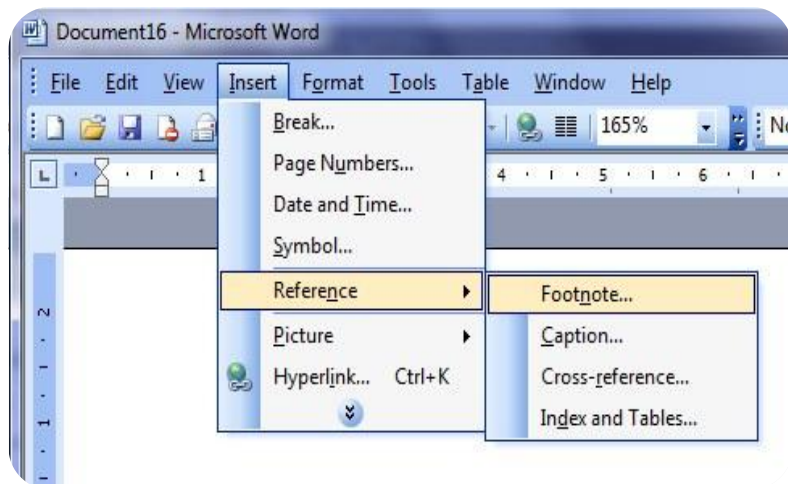 Document16 - Microsoft Word
File Edit View Insert Format Tools Table Window Help
165%
L 1 4 5 6
Break...
Page Numbers...
Date and Time...
Symbol...
Reference
Picture
Hyperlink... Ctrl+K
Footnote...
Caption...
Cross-reference...
Index and Tables...
2
1